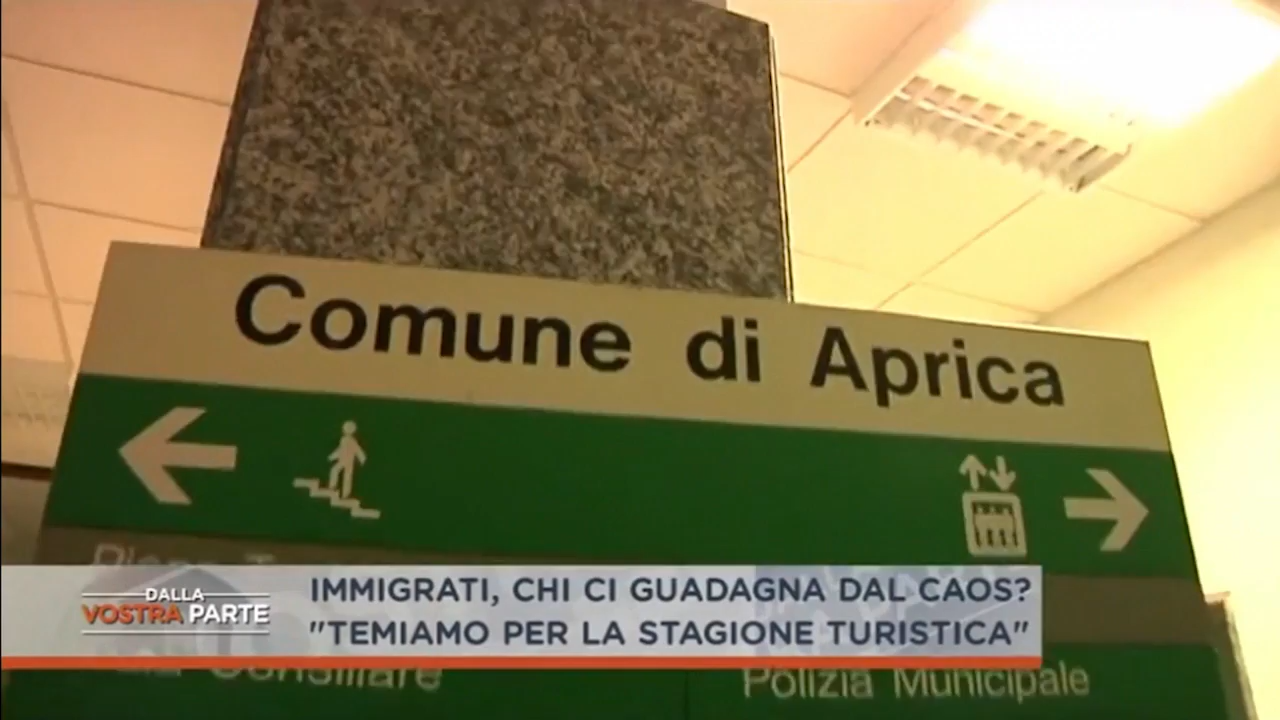 Comune di Aprica
DALLA
VOSTRA PARTE
IMMIGRATI, CHI CI GUADAGNA DAL CAOS?
"TEMIAMO PER LA STAGIONE TURISTICA"
Polizia Municipale